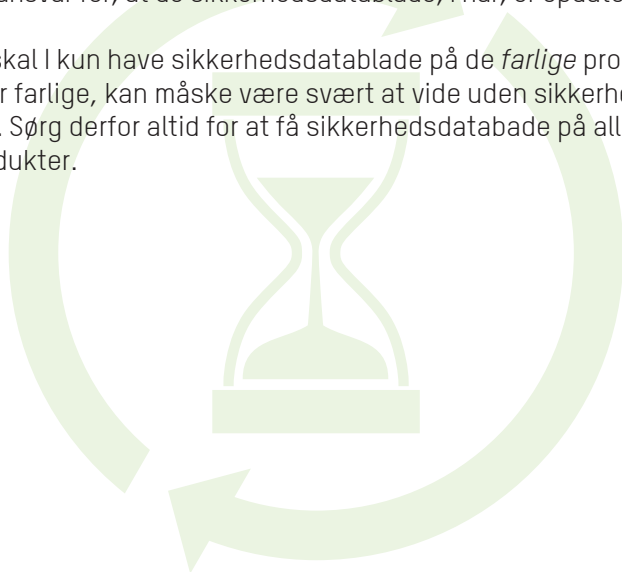 ansvar for, at de sikkerhedsdatablade, I har, er opdate
skal I kun have sikkerhedsdatablade på de farlige pro
r farlige, kan måske være svært at vide uden sikkerhe
. Sørg derfor altid for at få sikkerhedsdatabade på all
dukter.